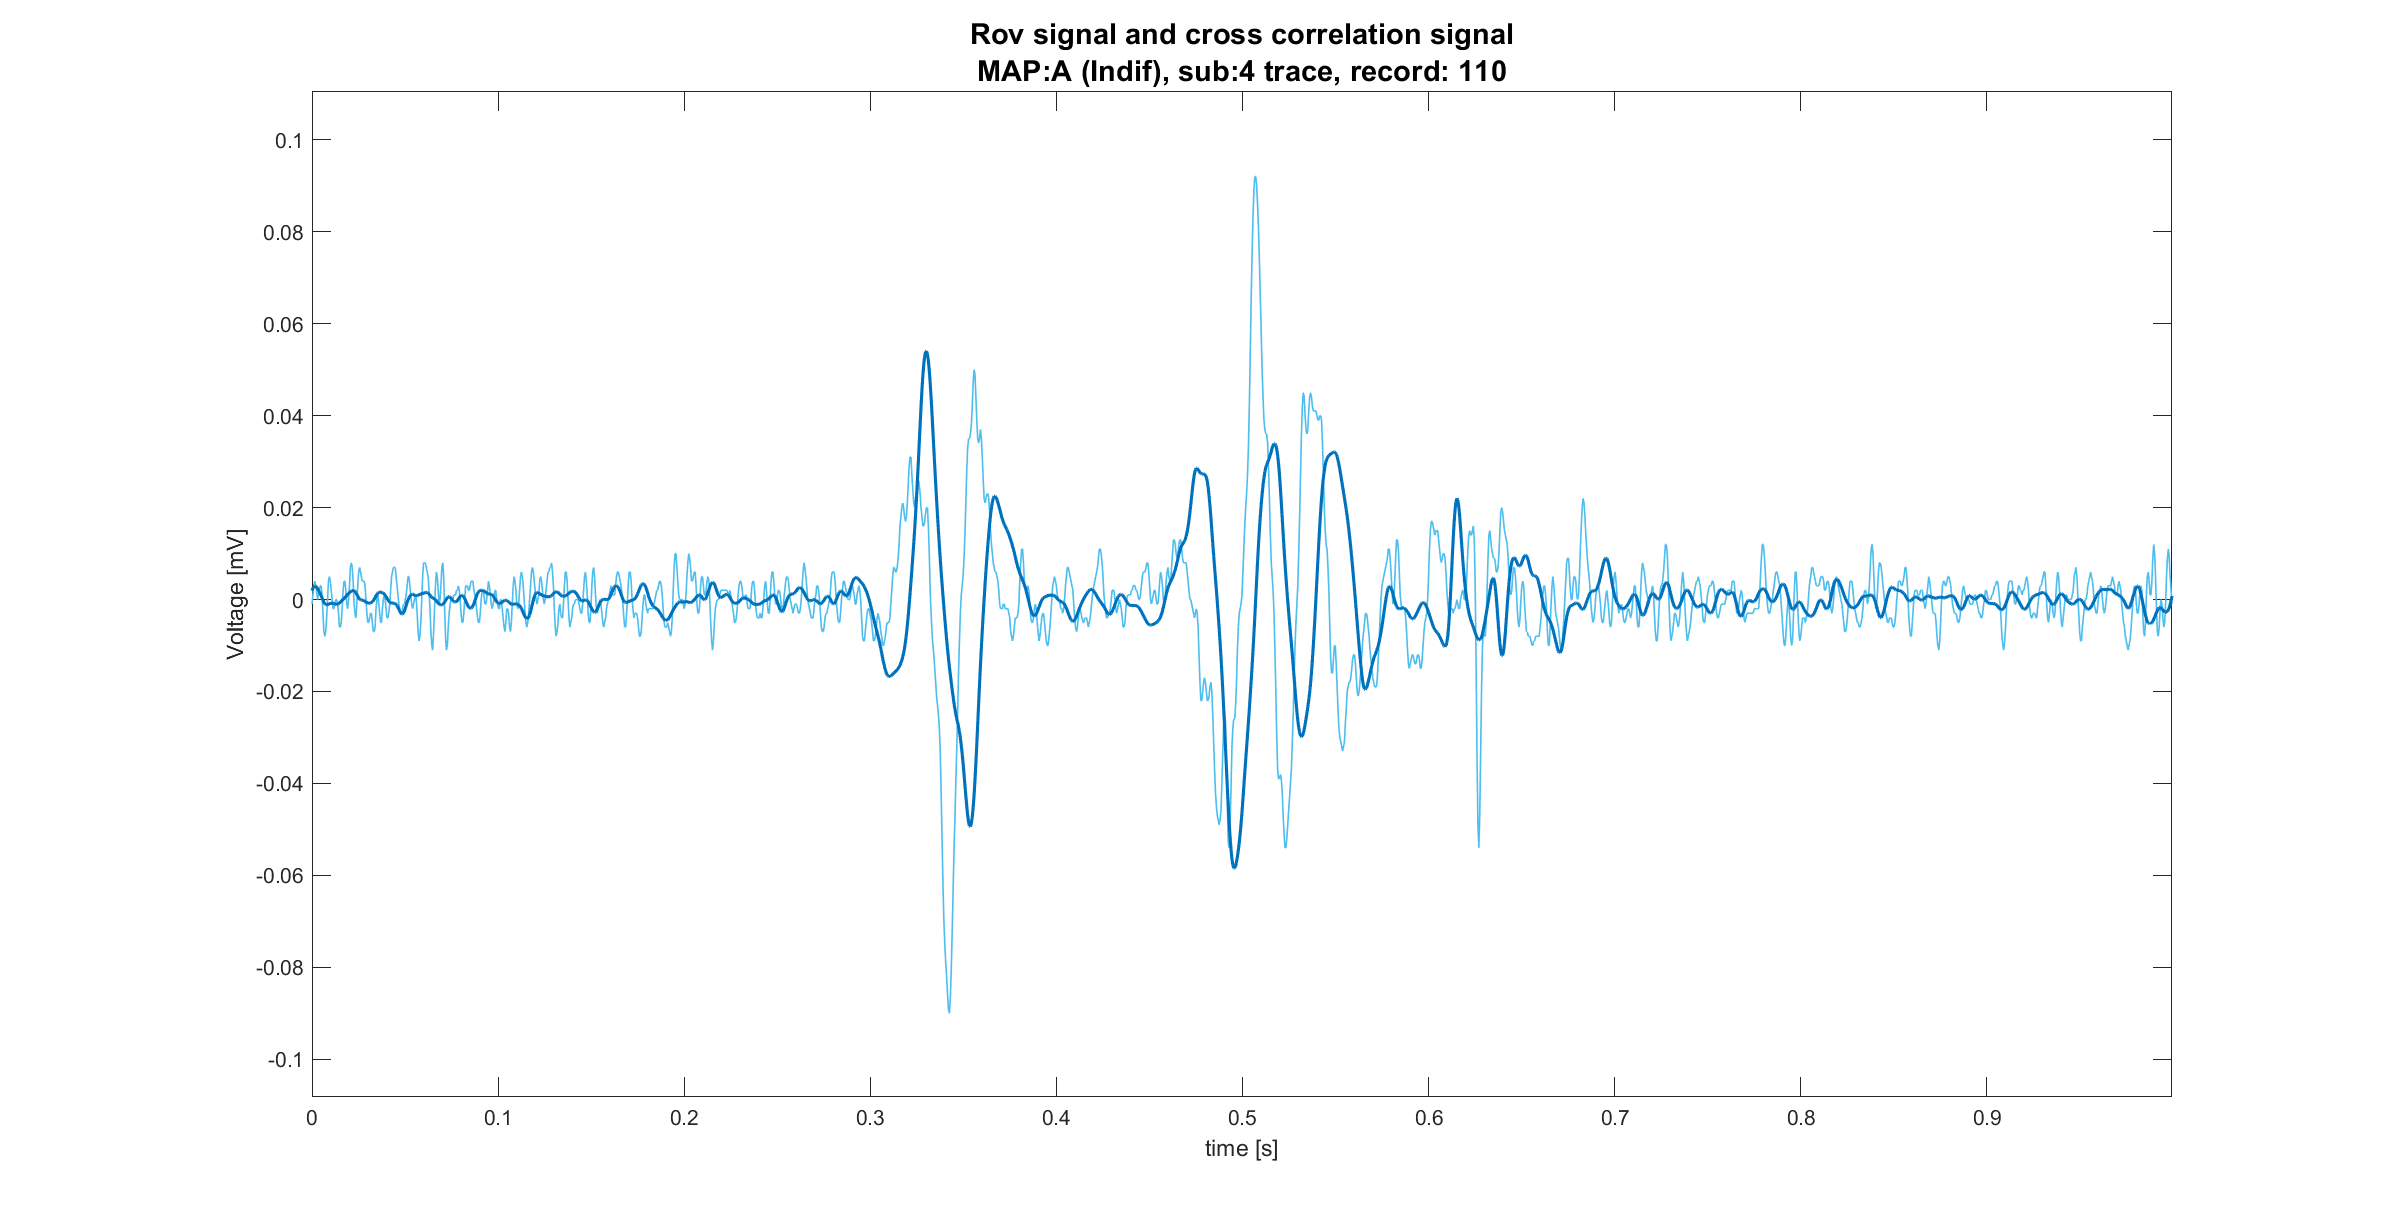 Rov signal and cross correlation signal
MAP:A (Indif), sub:4 trace, record: 110
Voltage [mV]
0.1
0.08
0.06
0.04
0.02
0
-0.02
-0.04
-0.06
-0.08
-0.1
0 0.1 0.2 0.3 0.4 0.5 0.6 0.7 0.8 0.9
time [s]